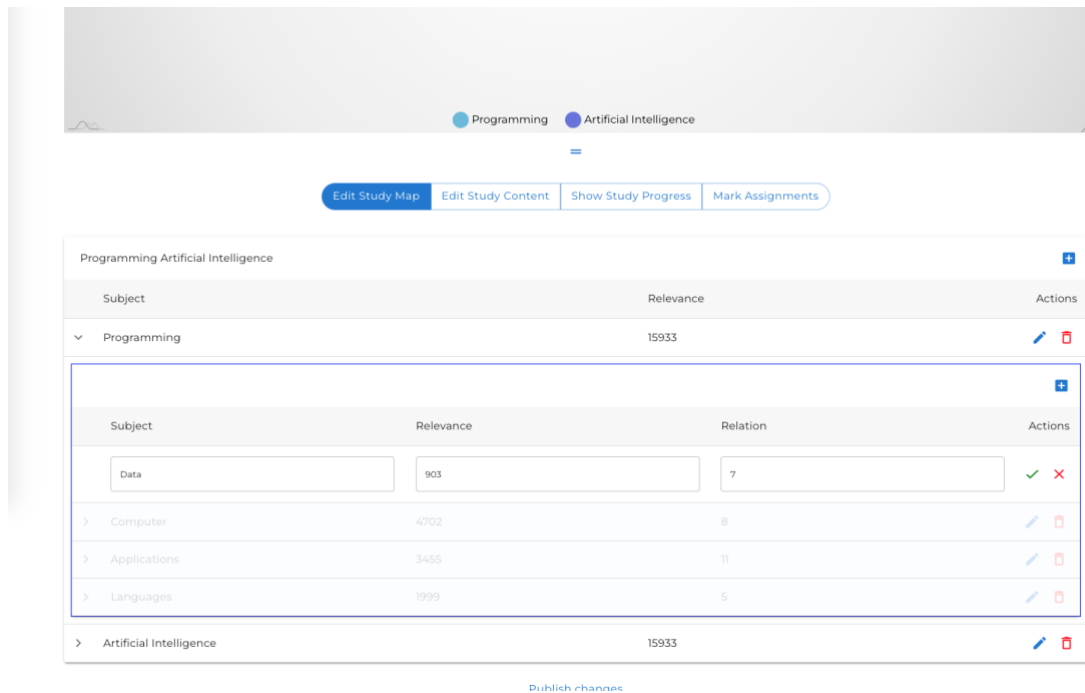 Programming Artificial Intelligence
Edit Study Map Edit Study Content Show Study Progress Mark Assignments
Programming Artificial Intelligence
Subject Relevance Actions
Programming 15933
Subject Relevance Relation Actions
Data 903 7
Computer 4702 8
Applications 3455 11
Languages 1999 5
Artificial Intelligence 15933
Publish changes